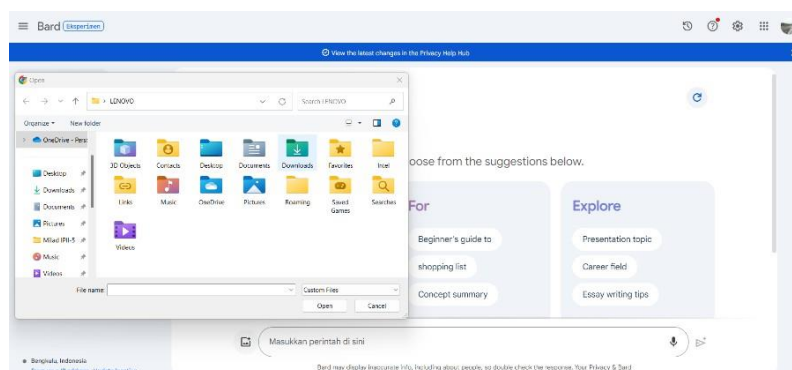 Bard Eksperimen
View the latest changes in the Privacy Help Hub
Open
LENOVO
Search LENOVO
Organize
New folder
OneDrive - Pers
Desktop
Downloads
Documents
Pictures
Milad IPII-5
Music
Videos
3D Objects
Contacts
Desktop
Documents
Downloads
Favorites
Intel
Links
Music
OneDrive
Pictures
Roaming
Saved Games
Searches
Videos
File name:
Custom Files
Open
Cancel
oose from the suggestions below.
For
Beginner's guide to
shopping list
Concept summary
Explore
Presentation topic
Career field
Essay writing tips
Masukkan perintah di sini
Bengkulu, Indonesia
Bard may display inaccurate info, including about people, so double-check the response. Your Privacy & Bard